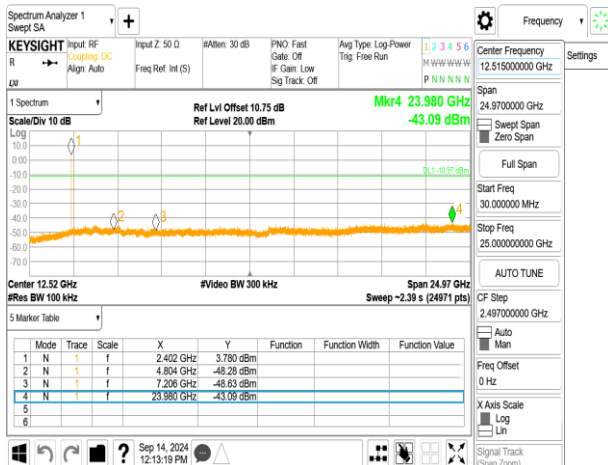 Spectrum Analyzer 1
Swept SA
+
Frequency
KEYSIGHT
R
LXI
Input: RF
Coupling: DC
Align: Auto
Input Z: 50 Ω
Freq Ref: Int (S)
#Atten: 30 dB
PNO: Fast
Gate: Off
IF Gain: Low
Sig Track: Off
Avg Type: Log-Power
Trig: Free Run
1 2 3 4 5 6
M W W W W W
P N N N N N
Center Frequency
12.515000000 GHz
Settings
Span
24.9700000 GHz
Swept Span
Zero Span
Full Span
Start Freq
30.000000 MHz
Stop Freq
25.000000000 GHz
AUTO TUNE
CF Step
2.497000000 GHz
Auto
Man
Freq Offset
0 Hz
X Axis Scale
Log
Lin
Signal Track
(Span Zoom)
1 Spectrum
Scale/Div 10 dB
Ref Lvl Offset 10.75 dB
Ref Level 20.00 dBm
Mkr4 23.980 GHz
-43.09 dBm
Log
10.0
0.00
-10.0
-20.0
-30.0
-40.0
-50.0
-60.0
-70.0
1
2
3
4
Center 12.52 GHz
#Res BW 100 kHz
#Video BW 300 kHz
Span 24.97 GHz
Sweep ~2.39 s (24971 pts)
5 Marker Table
Mode Trace Scale X Y Function Function Width Function Value
1 N 1 f 2.402 GHz 3.780 dBm
2 N 1 f 4.804 GHz -48.28 dBm
3 N 1 f 7.206 GHz -48.63 dBm
4 N 1 f 23.980 GHz -43.09 dBm
5
6
?
Sep 14, 2024
12:13:19 PM